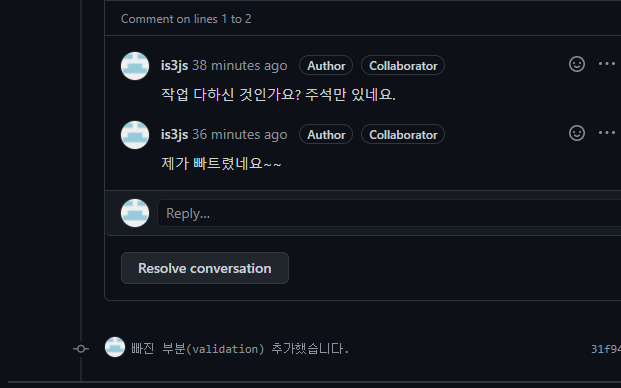 Comment on lines 1 to 2
is3js 38 minutes ago Author Collaborator
작업 다하신 것인가요? 주석만 있네요.
is3js 36 minutes ago Author Collaborator
제가 빠트렸네요~~
Reply...
Resolve conversation
빠진 부분(validation) 추가했습니다. 31f94